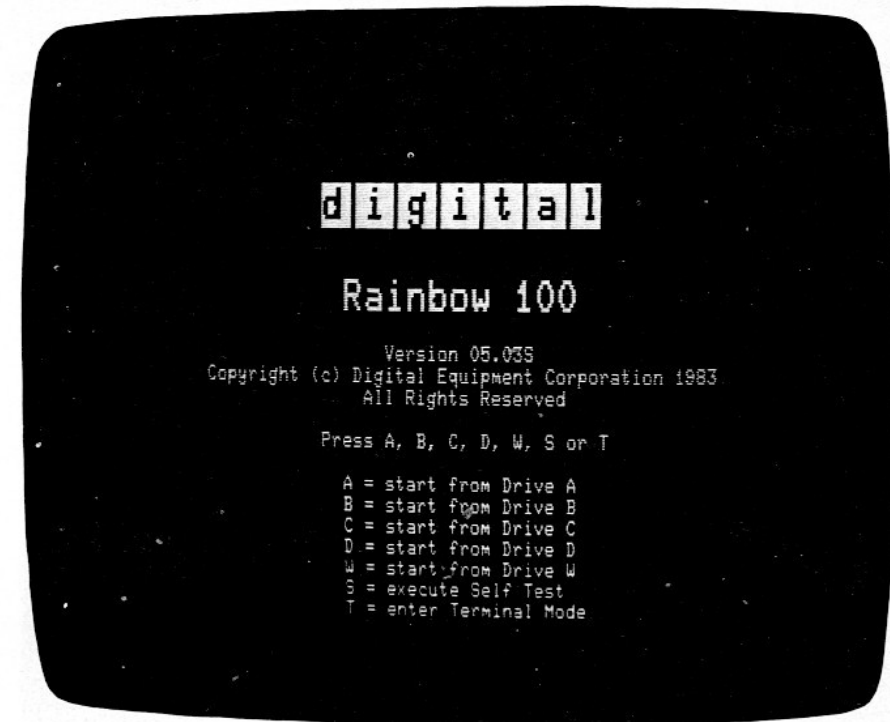 digital
Rainbow 100
Version 05.03S
Copyright (c) Digital Equipment Corporation 1983
All Rights Reserved
Press A, B, C, D, W, S or T
A = start from Drive A
B = start from Drive B
C = start from Drive C
D = start from Drive D
W = start from Drive W
S = execute Self Test
T = enter Terminal Mode